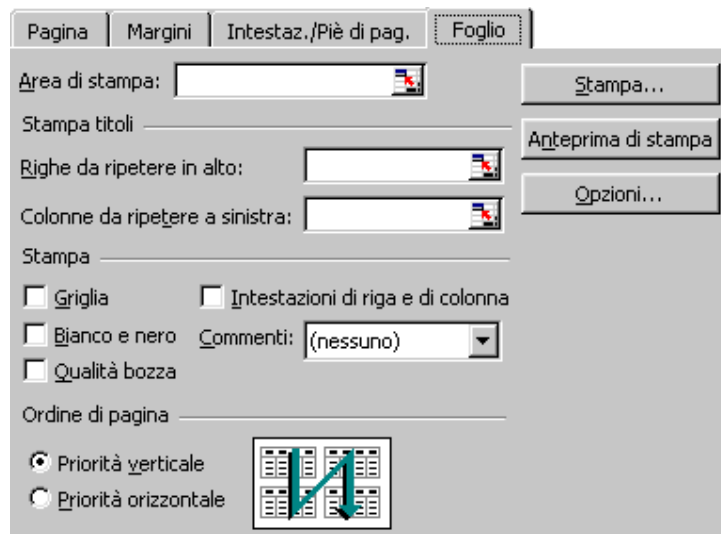 Pagina Margini Intestaz./Piè di pag. Foglio
Area di stampa:
Stampa...
Stampa titoli
Anteprima di stampa
Righe da ripetere in alto:
Opzioni...
Colonne da ripetere a sinistra:
Stampa
Griglia Intestazioni di riga e di colonna
Bianco e nero Commenti: (nessuno)
Qualità bozza
Ordine di pagina
Priorità verticale
Priorità orizzontale